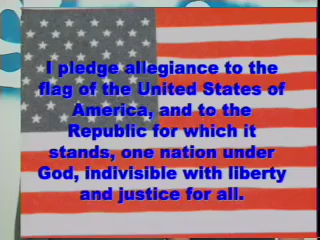 I pledge allegiance to the
flag of the United States of
America, and to the
Republic for which it
stands, one nation under
God, indivisible with liberty
and justice for all.